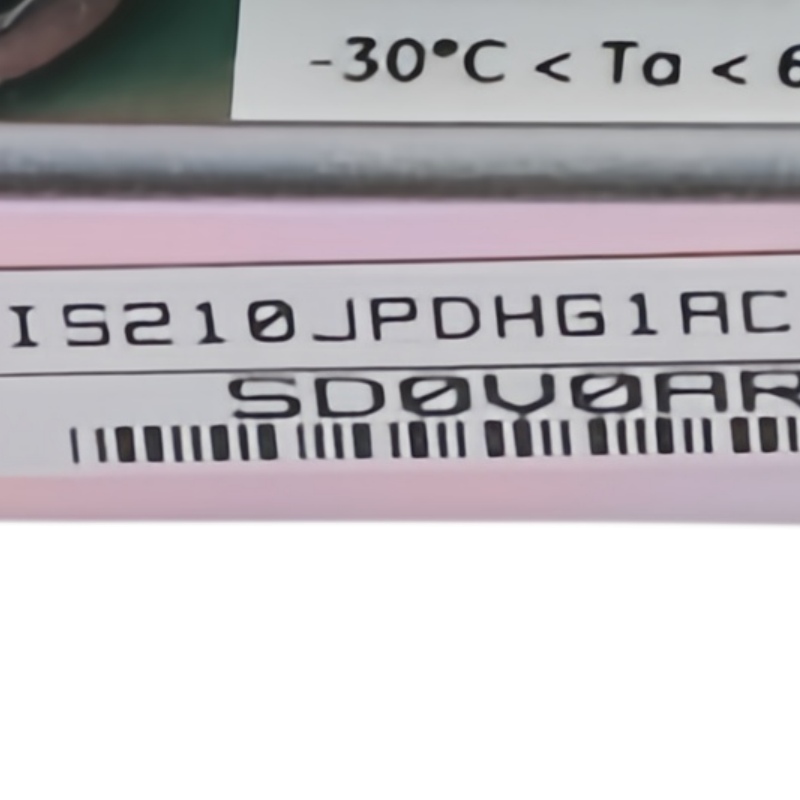 -30°C < Ta < 6
IS210JPDHG1AC
SD0V0AR